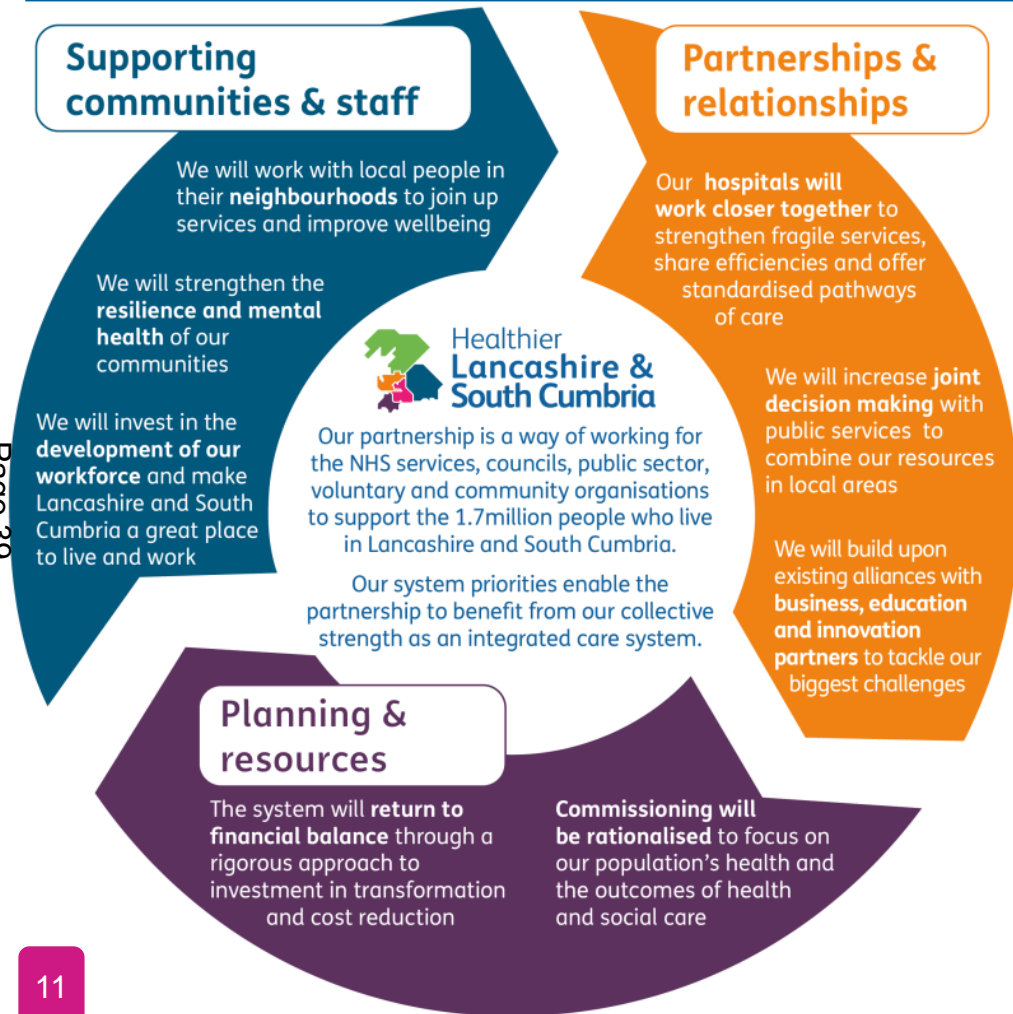 Supporting
communities & staff
We will work with local people in
their neighbourhoods to join up
services and improve wellbeing
We will strengthen the
resilience and mental
health of our
communities
We will invest in the
development of our
workforce and make
Lancashire and South
Cumbria a great place
to live and work
Partnerships &
relationships
Our hospitals will
work closer together to
strengthen fragile services,
share efficiencies and offer
standardised pathways
of care
We will increase joint
decision making with
public services to
combine our resources
in local areas
We will build upon
existing alliances with
business, education
and innovation
partners to tackle our
biggest challenges
Healthier
Lancashire &
South Cumbria
Our partnership is a way of working for
the NHS services, councils, public sector,
voluntary and community organisations
to support the 1.7million people who live
in Lancashire and South Cumbria.
Our system priorities enable the
partnership to benefit from our collective
strength as an integrated care system.
Planning &
resources
The system will return to
financial balance through a
rigorous approach to
investment in transformation
and cost reduction
Commissioning will
be rationalised to focus on
our population's health and
the outcomes of health
and social care
11